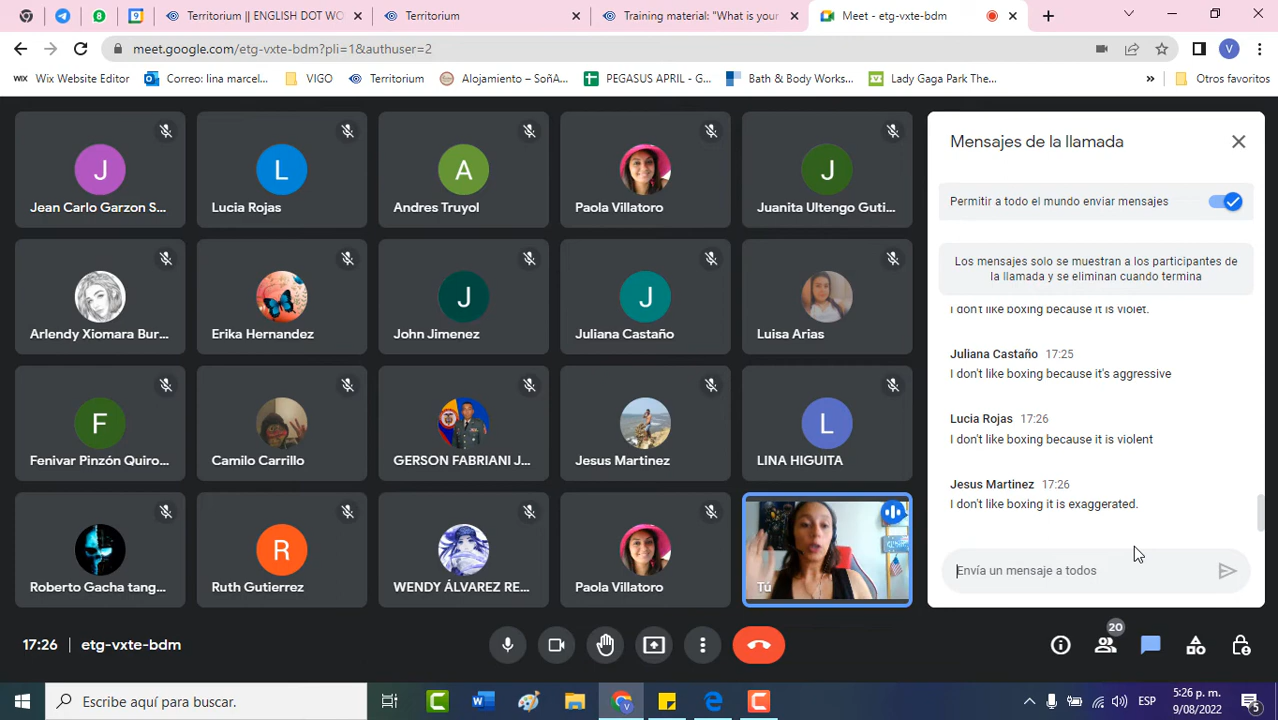 8
9
Territorium || ENGLISH DOT WO
Territorium
Training material: "What is your
Meet - etg-vxte-bdm
meet.google.com/etg-vxte-bdm?pli=1&authuser=2
V
WIX Wix Website Editor
Correo: lina marcel...
VIGO
Territorium
Alojamiento – SoñA...
PEGASUS APRIL - G...
Bath & Body Works...
Lady Gaga Park The...
»
Otros favoritos
J
Jean Carlo Garzon S...
L
Lucia Rojas
A
Andres Truyol
Paola Villatoro
J
Juanita Ultengo Guti...
Arlendy Xiomara Bur...
Erika Hernandez
J
John Jimenez
J
Juliana Castaño
Luisa Arias
F
Fenivar Pinzón Quiro...
Camilo Carrillo
GERSON FABRIANI J...
Jesus Martinez
L
LINA HIGUITA
Roberto Gacha tang...
R
Ruth Gutierrez
WENDY ÁLVAREZ RE...
Paola Villatoro
Tú
Mensajes de la llamada
Permitir a todo el mundo enviar mensajes
Los mensajes solo se muestran a los participantes de
la llamada y se eliminan cuando termina
I don't like boxing because it is violet.
Juliana Castaño 17:25
I don't like boxing because it's aggressive
Lucia Rojas 17:26
I don't like boxing because it is violent
Jesus Martinez 17:26
I don't like boxing it is exaggerated.
Envía un mensaje a todos
17:26 | etg-vxte-bdm
20
Escribe aquí para buscar.
ESP
5:26 p. m.
9/08/2022
5